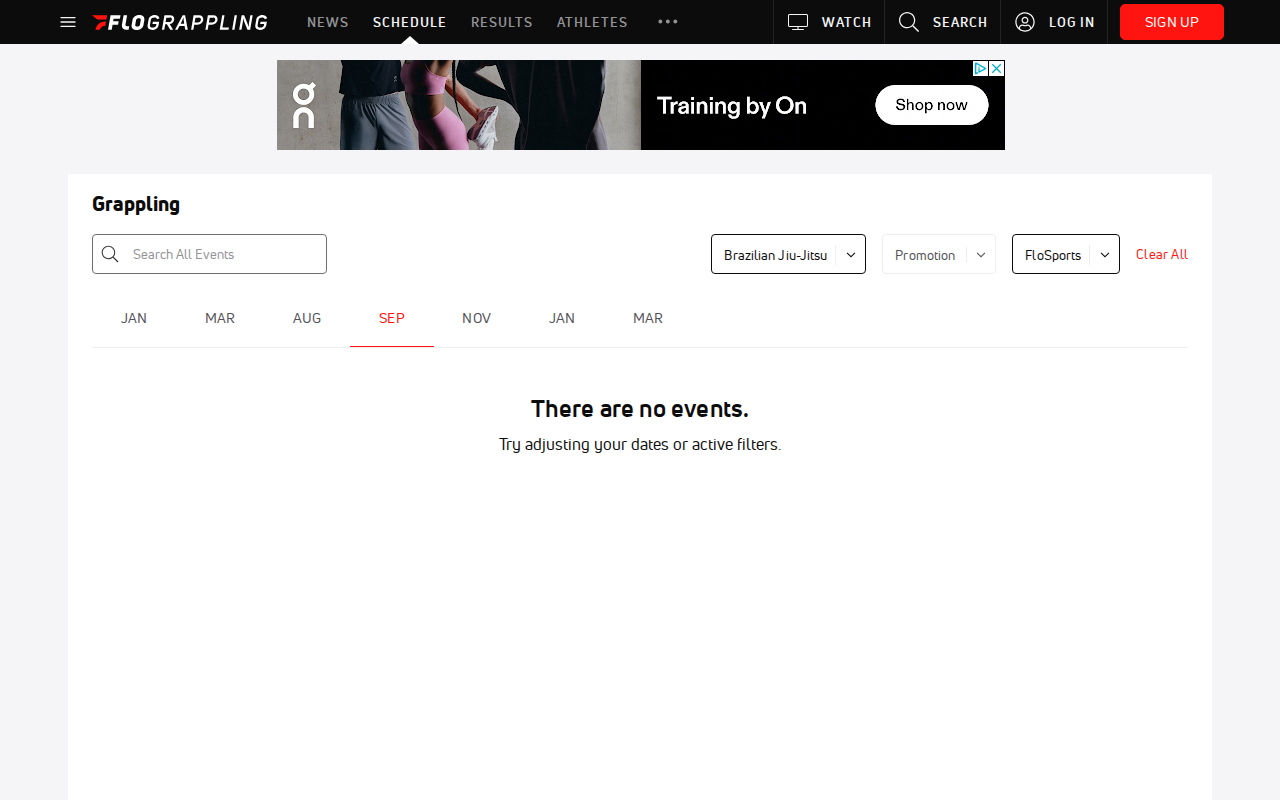 FLOGRAPPLING
NEWS
SCHEDULE
RESULTS
ATHLETES
WATCH
SEARCH
LOG IN
SIGN UP
on
Training by On
Shop now
Grappling
Search All Events
Brazilian Jiu-Jitsu
Promotion
FloSports
Clear All
JAN
MAR
AUG
SEP
NOV
JAN
MAR
There are no events.
Try adjusting your dates or active filters.